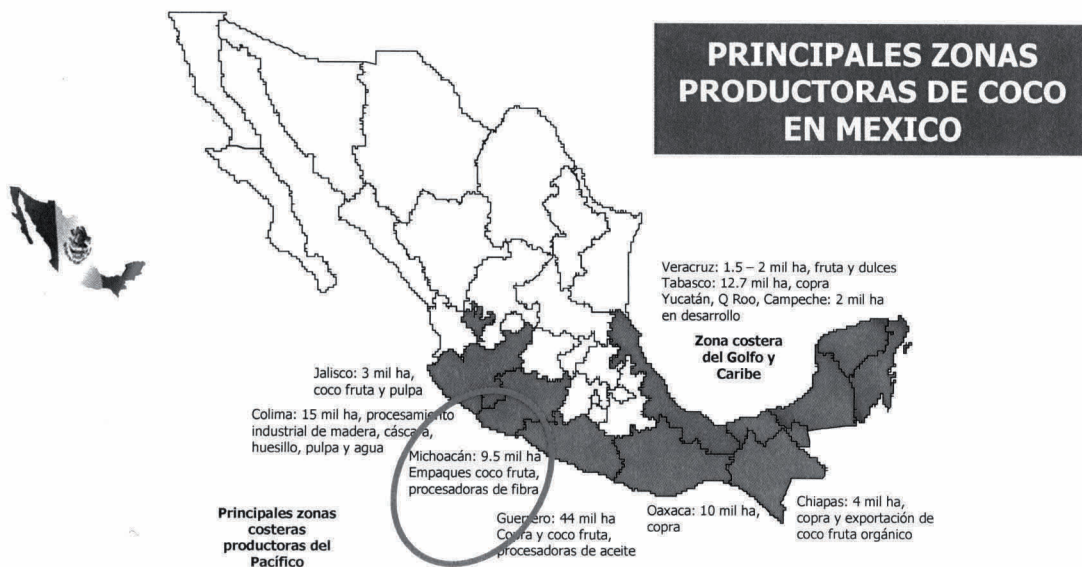 PRINCIPALES ZONAS
PRODUCTORAS DE COCO
EN MEXICO
Veracruz: 1.5 – 2 mil ha, fruta y dulces
Tabasco: 12.7 mil ha, copra
Yucatán, Q Roo, Campeche: 2 mil ha
en desarrollo
Zona costera
del Golfo y
Caribe
Jalisco: 3 mil ha,
coco fruta y pulpa
Colima: 15 mil ha, procesamiento
industrial de madera, cáscara,
huesillo, pulpa y agua
Michoacán: 9.5 mil ha
Empaques coco fruta,
procesadoras de fibra
Guerrero: 44 mil ha
Copra y coco fruta,
procesadoras de aceite
Oaxaca: 10 mil ha,
copra
Chiapas: 4 mil ha,
copra y exportación de
coco fruta orgánico
Principales zonas
costeras
productoras del
Pacífico